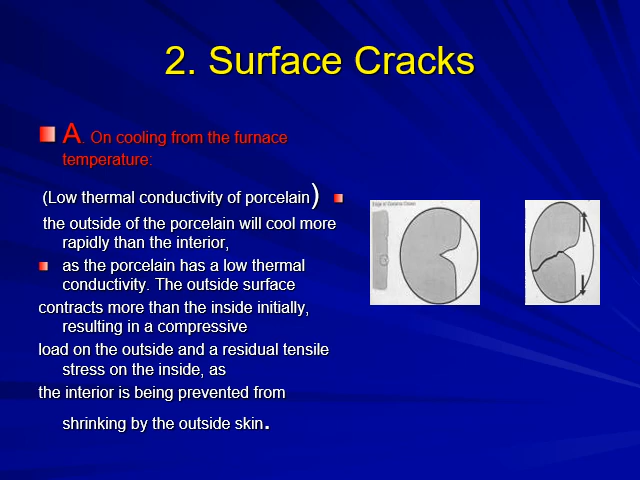 2. Surface Cracks
A. On cooling from the furnace
temperature:
(Low thermal conductivity of porcelain)
the outside of the porcelain will cool more
rapidly than the interior,
as the porcelain has a low thermal
conductivity. The outside surface
contracts more than the inside initially,
resulting in a compressive
load on the outside and a residual tensile
stress on the inside, as
the interior is being prevented from
shrinking by the outside skin.